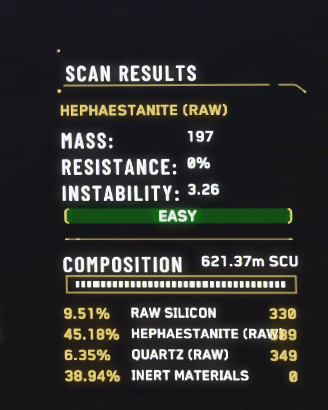 SCAN RESULTS
HEPHAESTANITE (RAW)
MASS: 197
RESISTANCE: 0%
INSTABILITY: 3.26
EASY
COMPOSITION 621.37m SCU
9.51% RAW SILICON 330
45.18% HEPHAESTANITE (RAW)
6.35% QUARTZ (RAW) 349
38.94% INERT MATERIALS 0